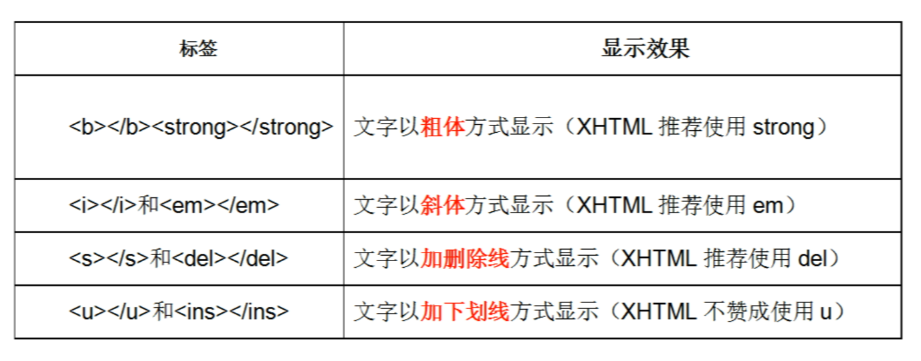 标签 显示效果
<b></b><strong></strong> 文字以粗体方式显示（XHTML 推荐使用 strong）
<i></i>和<em></em> 文字以斜体方式显示（XHTML 推荐使用 em）
<s></s>和<del></del> 文字以加删除线方式显示（XHTML 推荐使用 del）
<u></u>和<ins></ins> 文字以加下划线方式显示（XHTML 不赞成使用 u）